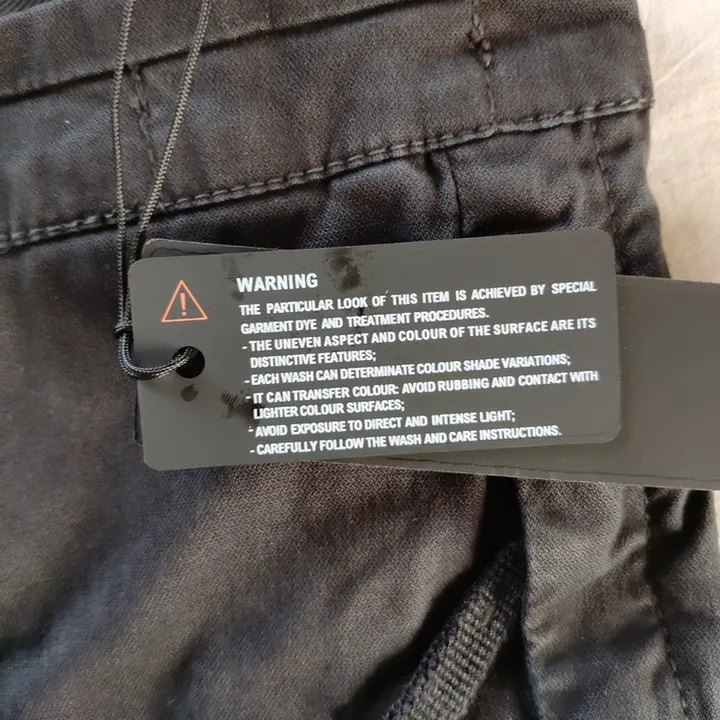 WARNING
THE PARTICULAR LOOK OF THIS ITEM IS ACHIEVED BY SPECIAL
GARMENT DYE AND TREATMENT PROCEDURES.
- THE UNEVEN ASPECT AND COLOUR OF THE SURFACE ARE ITS
DISTINCTIVE FEATURES;
- EACH WASH CAN DETERMINATE COLOUR SHADE VARIATIONS;
- IT CAN TRANSFER COLOUR: AVOID RUBBING AND CONTACT WITH
LIGHTER COLOUR SURFACES;
- AVOID EXPOSURE TO DIRECT AND INTENSE LIGHT;
- CAREFULLY FOLLOW THE WASH AND CARE INSTRUCTIONS.